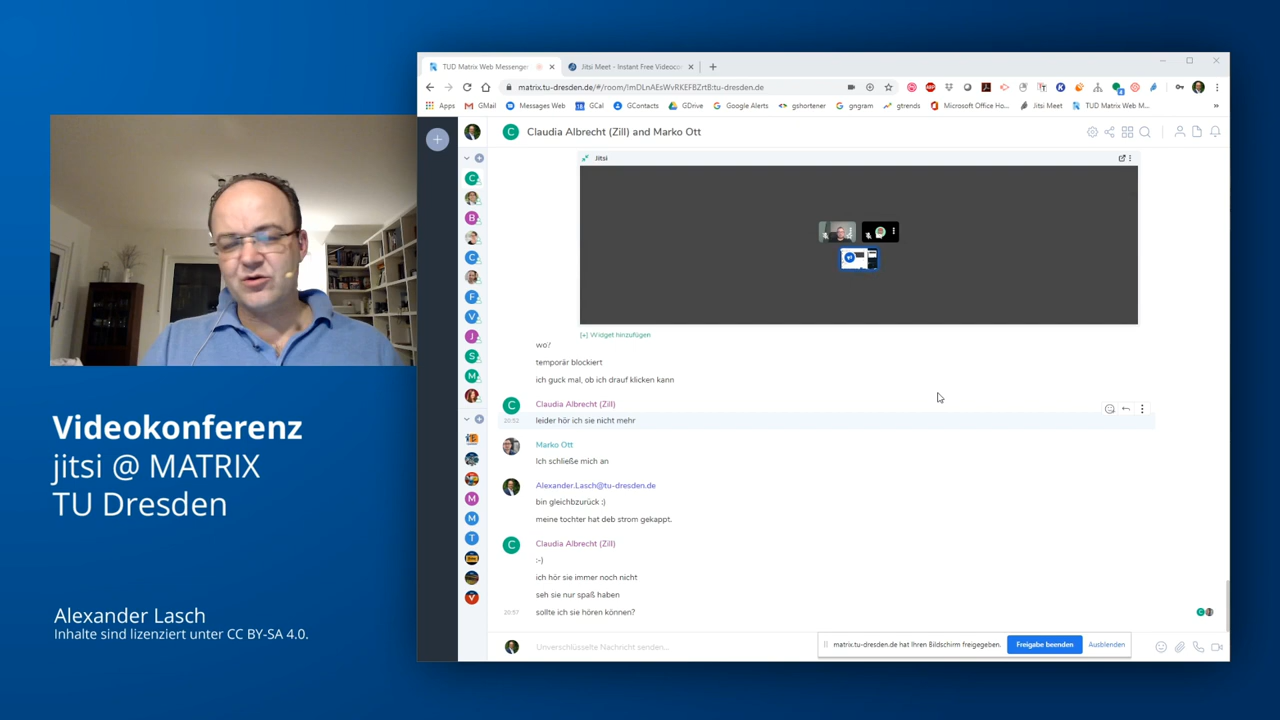 TUD Matrix Web Messenger
Jitsi Meet - Instant Free Videoco
matrix.tu-dresden.de/#/room/!mDLnAEsWvRKEFBZrtB:tu-dresden.de
Apps
GMail
Messages Web
GCal
GContacts
GDrive
Google Alerts
gshortener
gngram
gtrends
Microsoft Office Ho...
Jitsi Meet
TUD Matrix Web M...
»
C Claudia Albrecht (Zill) and Marko Ott
Jitsi
[+] Widget hinzufügen
wo?
temporär blockiert
ich guck mal, ob ich drauf klicken kann
C Claudia Albrecht (Zill)
20:52 leider hör ich sie nicht mehr
Marko Ott
Ich schließe mich an
Alexander.Lasch@tu-dresden.de
bin gleichbzurück :)
meine tochter hat deb strom gekappt.
C Claudia Albrecht (Zill)
:-)
ich hör sie immer noch nicht
seh sie nur spaß haben
20:57 sollte ich sie hören können?
Unverschlüsselte Nachricht senden...
matrix.tu-dresden.de hat Ihren Bildschirm freigegeben.
Freigabe beenden
Ausblenden
C
B
C
F
V
J
S
M
M
M
T
V
Videokonferenz
jitsi @ MATRIX
TU Dresden
Alexander Lasch
Inhalte sind lizenziert unter CC BY-SA 4.0.